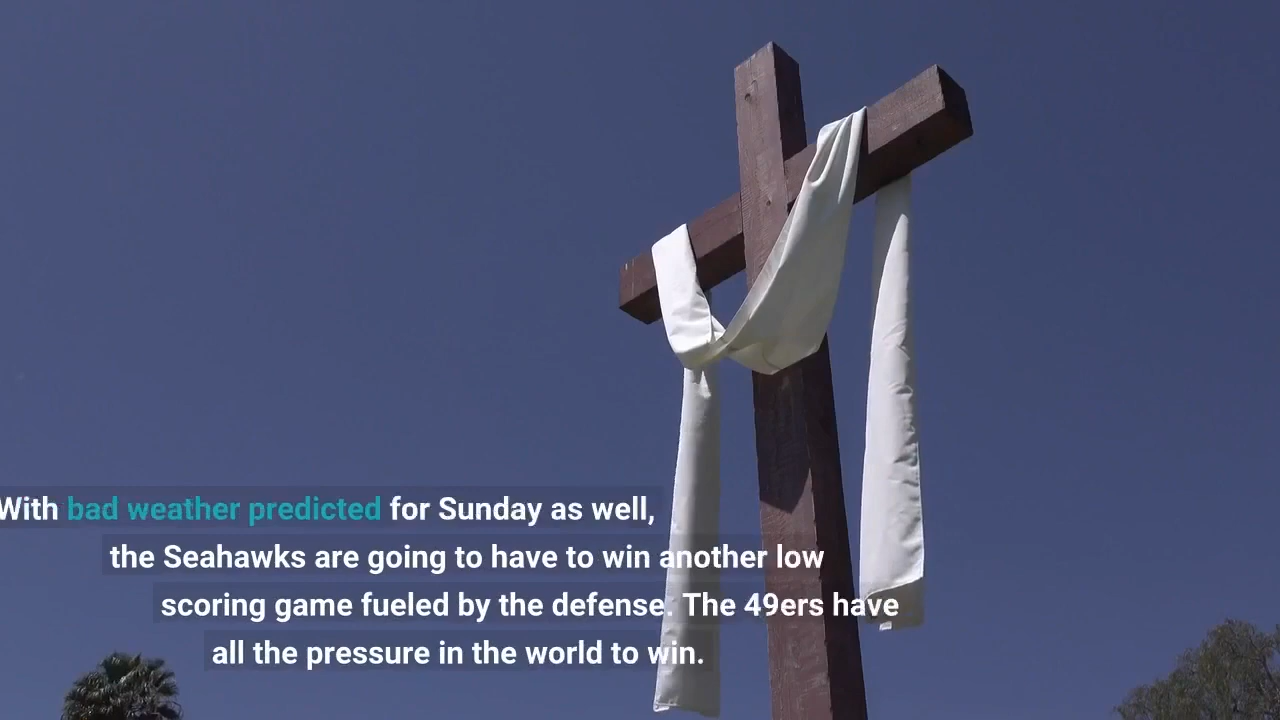 With bad weather predicted for Sunday as well,
the Seahawks are going to have to win another low
scoring game fueled by the defense. The 49ers have
all the pressure in the world to win.